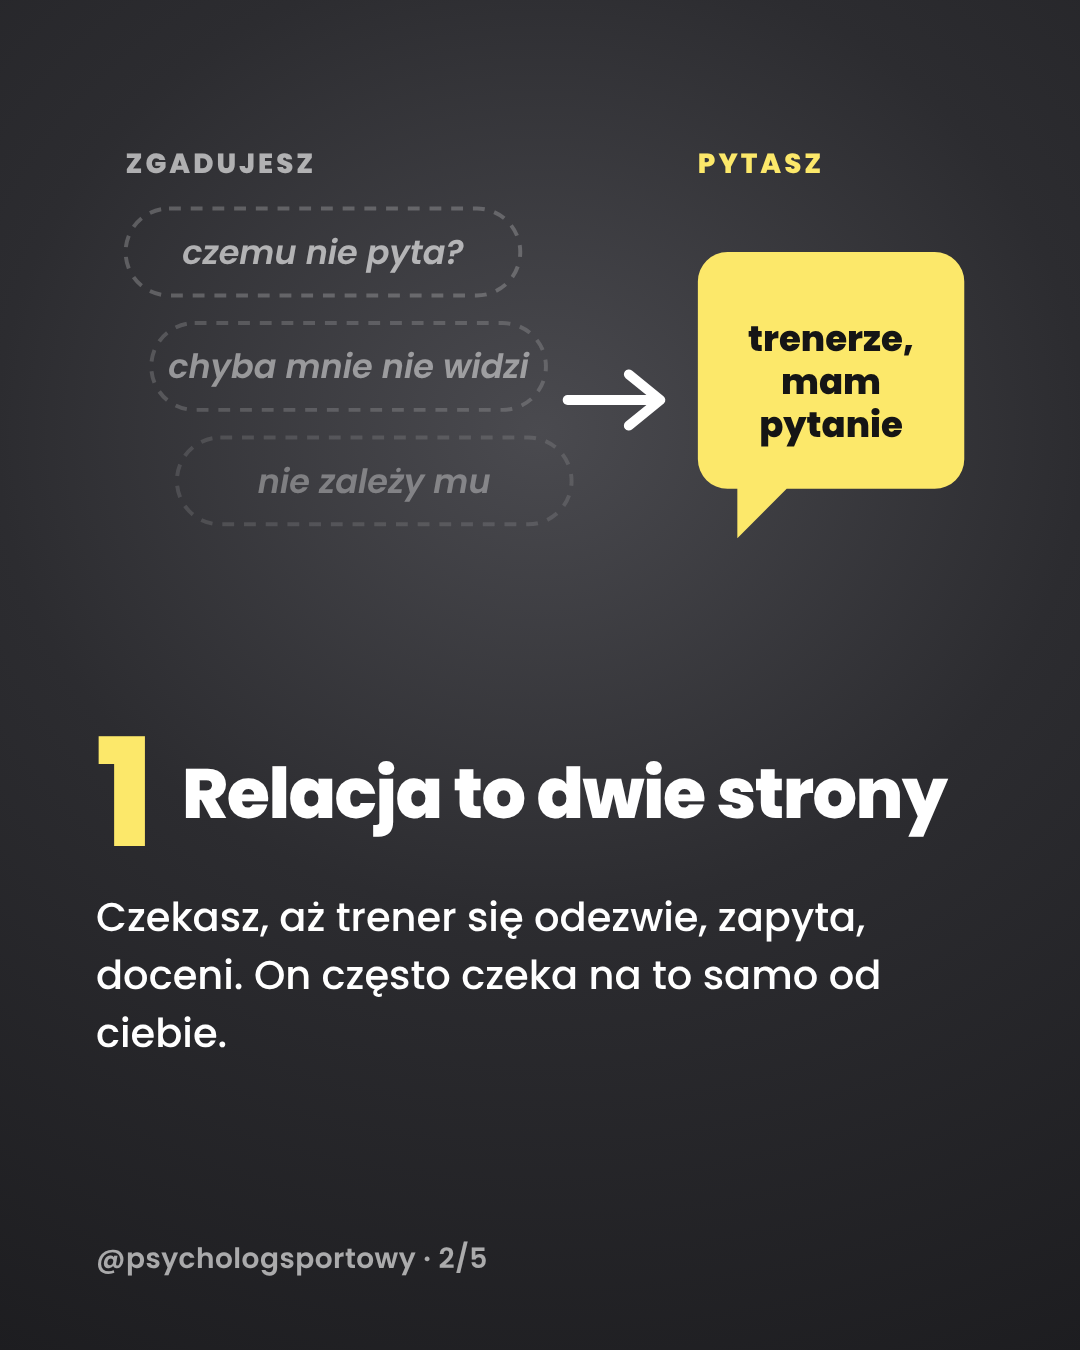 ZGADUJESZ
czemu nie pyta?
chyba mnie nie widzi
nie zależy mu
PYTASZ
trenerze,
mam
pytanie
1 Relacja to dwie strony
Czekasz, aż trener się odezwie, zapyta,
doceni. On często czeka na to samo od
ciebie.
@psychologsportowy · 2/5